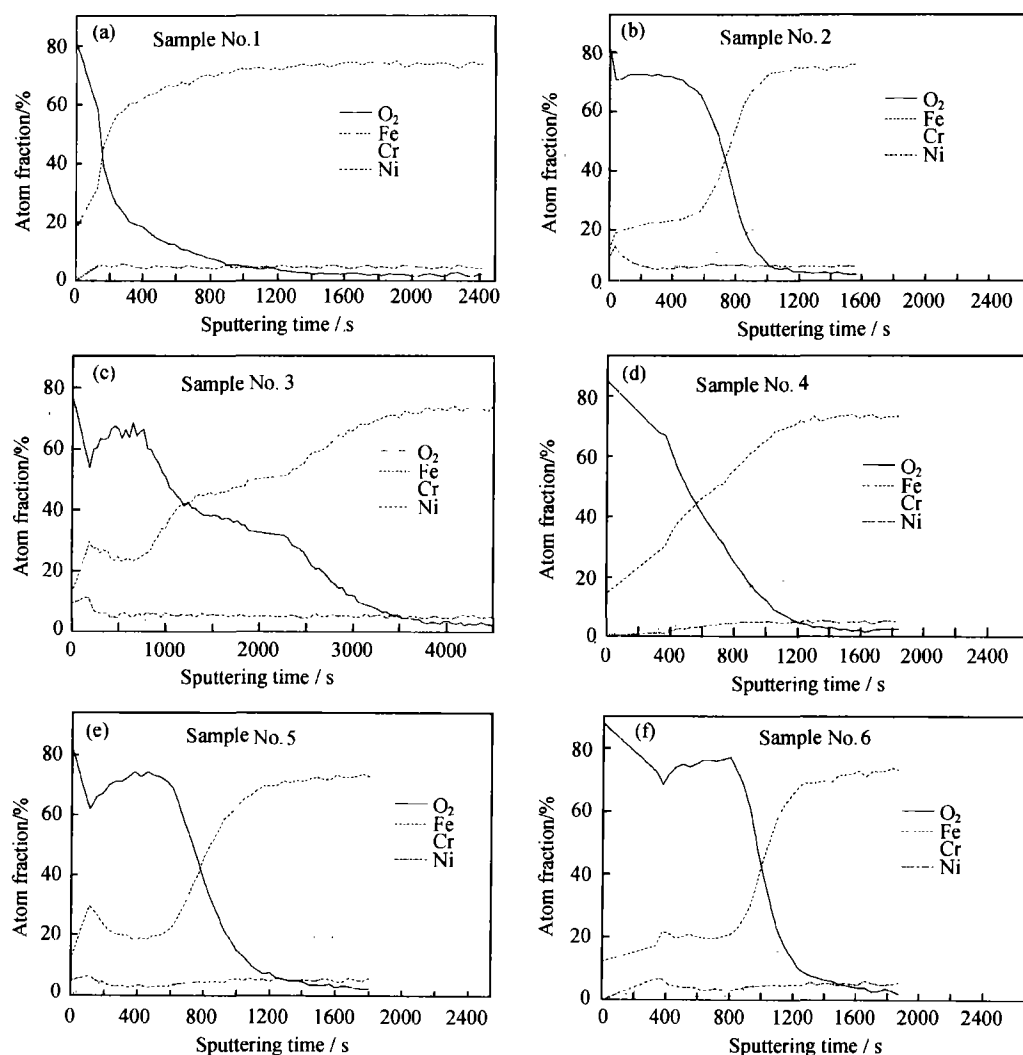 (a)
Sample No.1
80
60
40
20
0
Atom fraction/%
O₂
Fe
Cr
Ni
0 400 800 1200 1600 2000 2400
Sputtering time / s
(b)
Sample No. 2
80
60
40
20
0
Atom fraction/%
O₂
Fe
Cr
Ni
0 400 800 1200 1600 2000 2400
Sputtering time / s
(c)
Sample No. 3
80
60
40
20
0
Atom fraction/%
O₂
Fe
Cr
Ni
0 1000 2000 3000 4000
Sputtering time / s
(d)
Sample No. 4
80
60
40
20
0
Atom fraction/%
O₂
Fe
Cr
Ni
0 400 800 1200 1600 2000 2400
Sputtering time / s
(e)
Sample No. 5
80
60
40
20
0
Atom fraction/%
O₂
Fe
Cr
Ni
0 400 800 1200 1600 2000 2400
Sputtering time / s
(f)
Sample No. 6
80
60
40
20
0
Atom fraction/%
O₂
Fe
Cr
Ni
0 400 800 1200 1600 2000 2400
Sputtering time / s